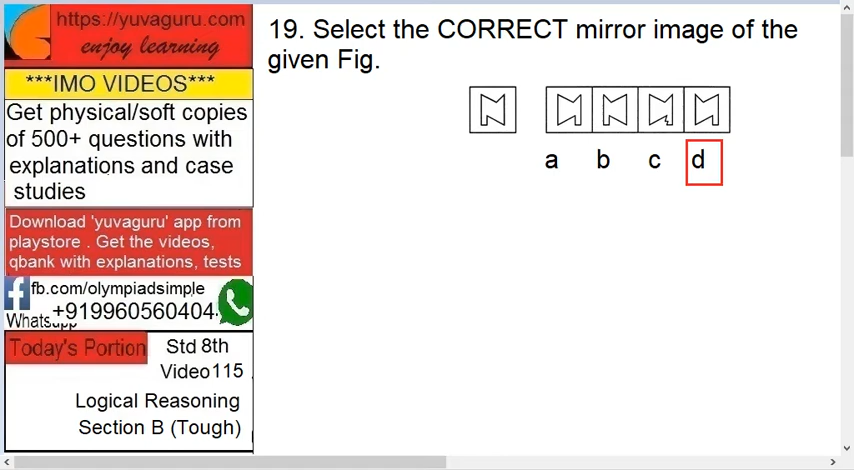 https://yuvaguru.com
enjoy learning
***IMO VIDEOS***
Get physical/soft copies
of 500+ questions with
explanations and case
studies
Download 'yuvaguru' app from
playstore . Get the videos,
qbank with explanations, tests
fb.com/olympiadsimple
+919960560404
Whatsupp
Today's Portion
Std 8th
Video115
Logical Reasoning
Section B (Tough)
19. Select the CORRECT mirror image of the
given Fig.
a b c d